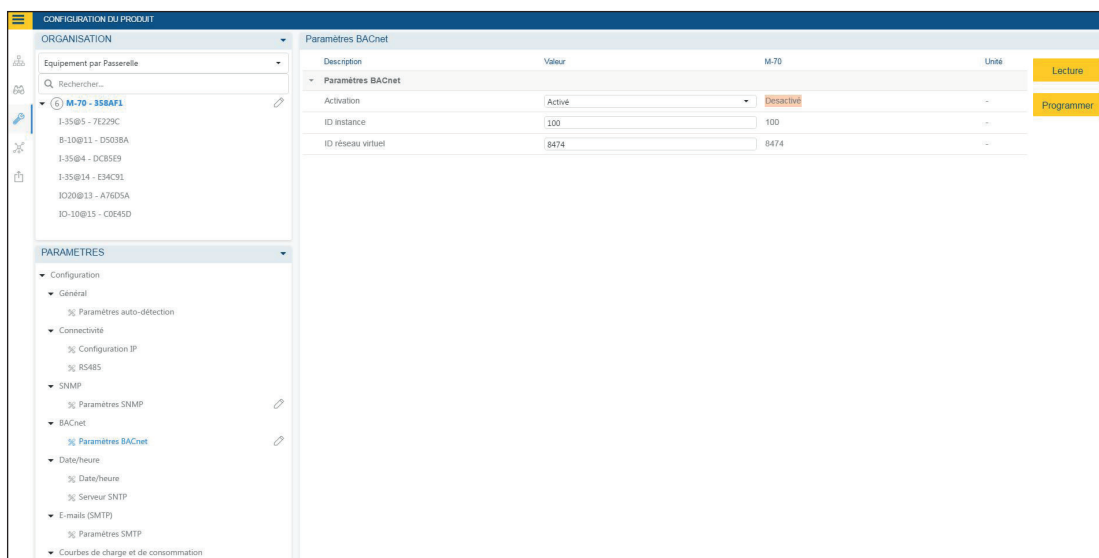 CONFIGURATION DU PRODUIT
ORGANISATION
Equipement par Passerelle
Rechercher...
6 M-70 - 358AF1
I-35@5 - 7E229C
B-10@11 - D5038A
I-35@4 - DCB5E9
I-35@14 - E34C91
IO20@13 - A76D5A
IO-10@15 - C0E45D
PARAMETRES
Configuration
Général
Paramètres auto-détection
Connectivité
Configuration IP
RS485
SNMP
Paramètres SNMP
BACnet
Paramètres BACnet
Date/heure
Date/heure
Serveur SNTP
E-mails (SMTP)
Paramètres SMTP
Courbes de charge et de consommation
Paramètres BACnet
Description Valeur M-70 Unité
Paramètres BACnet
Activation Activé Desactivé -
ID instance 100 100 -
ID réseau virtuel 8474 8474 -
Lecture
Programmer